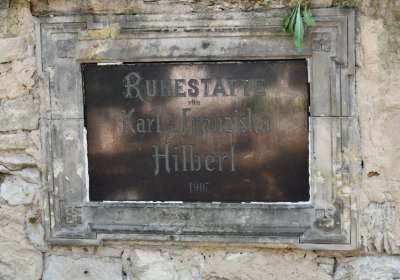 RUHESTÄTTE
von
Karl u. Franziska
Hilbert